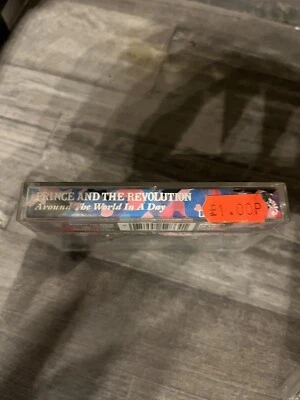 PRINCE AND THE REVOLUTION
Around The World In A Day
£1.00P